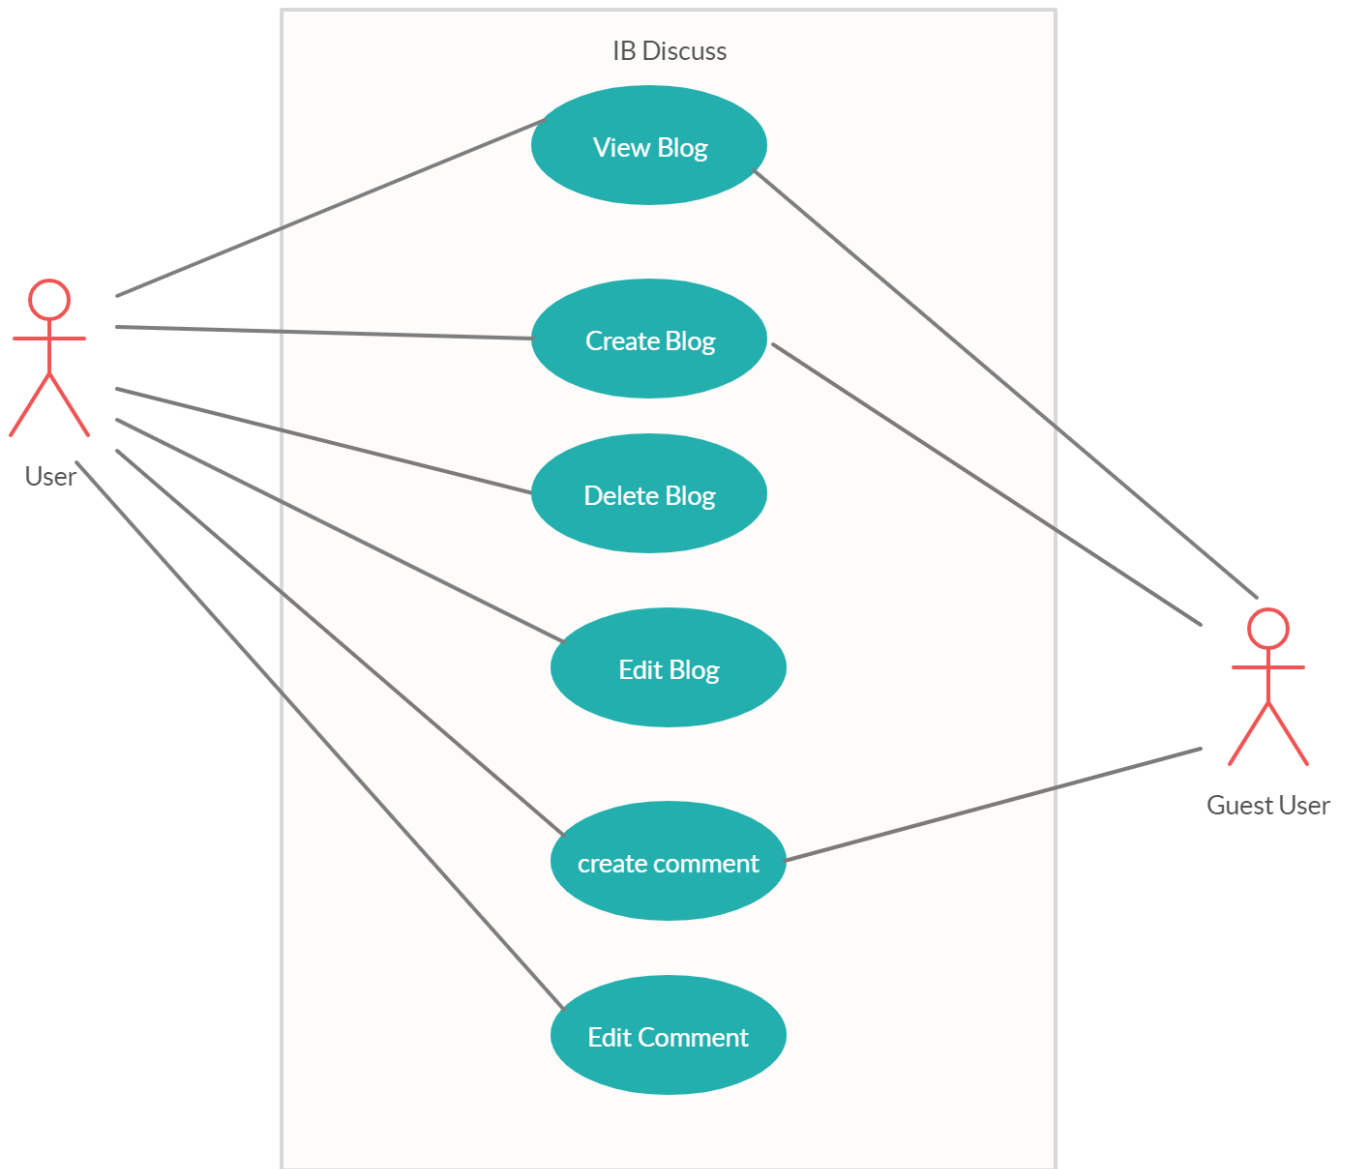 IB Discuss
View Blog
Create Blog
Delete Blog
User
Edit Blog
Guest User
create comment
Edit Comment